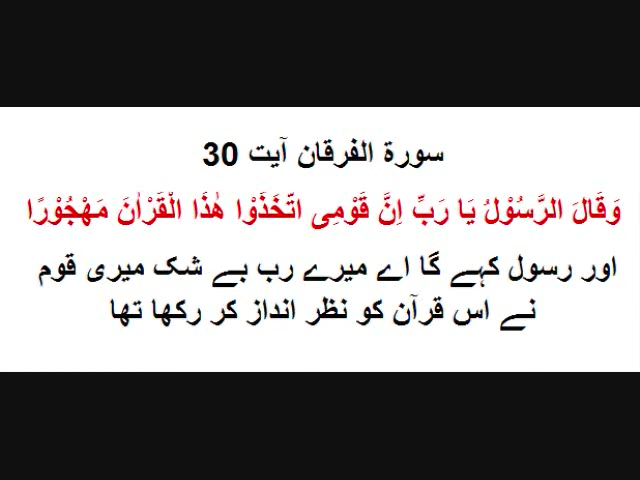 سورۃ الفرقان آیت 30
وَقَالَ الرَّسُوْلُ يَا رَبِّ اِنَّ قَوْمِى اتَّخَذُوْا هٰذَا الْقُرْاٰنَ مَهْجُوْرًا
اور رسول کہے گا اے میرے رب بے شک میری قوم
نے اس قرآن کو نظر انداز کر رکھا تھا